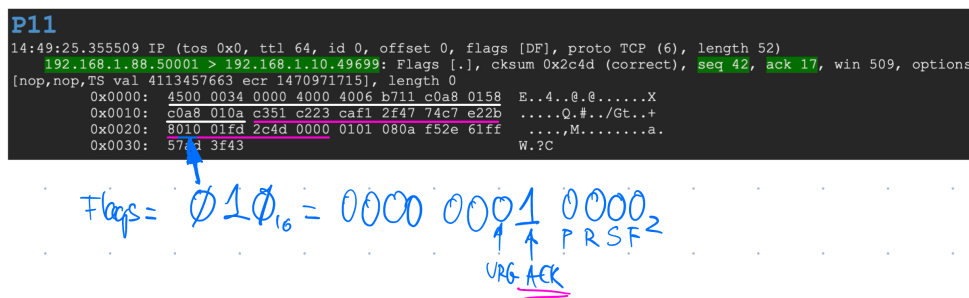 P11
14:49:25.355509 IP (tos 0x0, ttl 64, id 0, offset 0, flags [DF], proto TCP (6), length 52)
192.168.1.88.50001 > 192.168.1.10.49699: Flags [.], cksum 0x2c4d (correct), seq 42, ack 17, win 509, options
[nop,nop,TS val 4113457663 ecr 1470971715], length 0
0x0000: 4500 0034 0000 4000 4006 b711 c0a8 0158 E..4..@.@......X
0x0010: c0a8 010a c351 c223 caf1 2f47 74c7 e22b .....Q.#../Gt..+
0x0020: 8010 01fd 2c4d 0000 0101 080a f52e 61ff ....,M........a.
0x0030: 57ad 3f43 W.?C
Flags = 010₁₆ = 0000 0001 0000₂
P R S F
URG ACK